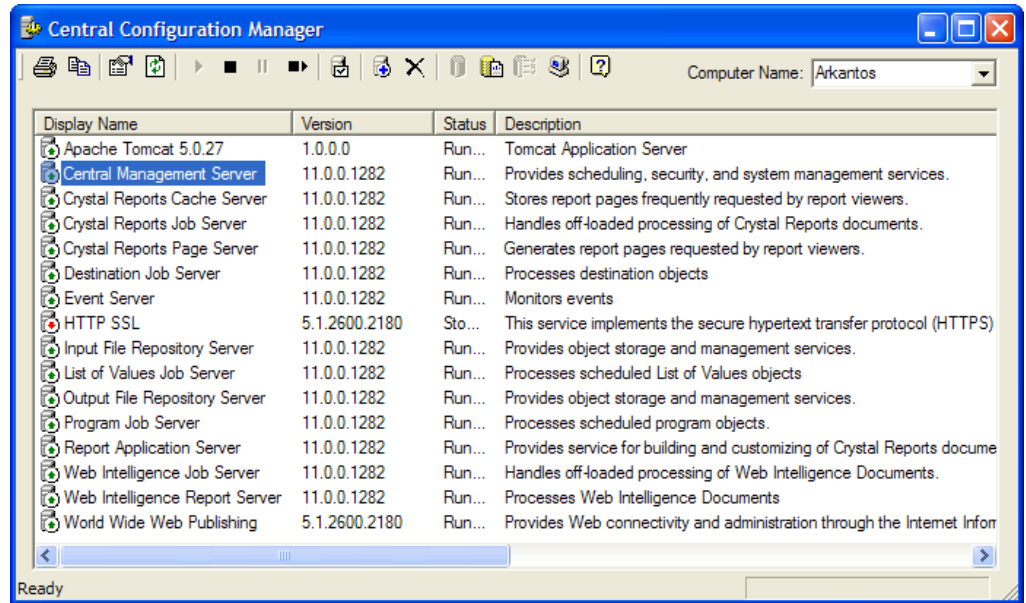 Central Configuration Manager
Computer Name: Arkantos
Display Name Version Status Description
Apache Tomcat 5.0.27 1.0.0.0 Run... Tomcat Application Server
Central Management Server 11.0.0.1282 Run... Provides scheduling, security, and system management services.
Crystal Reports Cache Server 11.0.0.1282 Run... Stores report pages frequently requested by report viewers.
Crystal Reports Job Server 11.0.0.1282 Run... Handles off-loaded processing of Crystal Reports documents.
Crystal Reports Page Server 11.0.0.1282 Run... Generates report pages requested by report viewers.
Destination Job Server 11.0.0.1282 Run... Processes destination objects
Event Server 11.0.0.1282 Run... Monitors events
HTTP SSL 5.1.2600.2180 Sto... This service implements the secure hypertext transfer protocol (HTTPS)
Input File Repository Server 11.0.0.1282 Run... Provides object storage and management services.
List of Values Job Server 11.0.0.1282 Run... Processes scheduled List of Values objects
Output File Repository Server 11.0.0.1282 Run... Provides object storage and management services.
Program Job Server 11.0.0.1282 Run... Processes scheduled program objects.
Report Application Server 11.0.0.1282 Run... Provides service for building and customizing of Crystal Reports docume
Web Intelligence Job Server 11.0.0.1282 Run... Handles off-loaded processing of Web Intelligence Documents.
Web Intelligence Report Server 11.0.0.1282 Run... Processes Web Intelligence Documents
World Wide Web Publishing 5.1.2600.2180 Run... Provides Web connectivity and administration through the Internet Inform
Ready